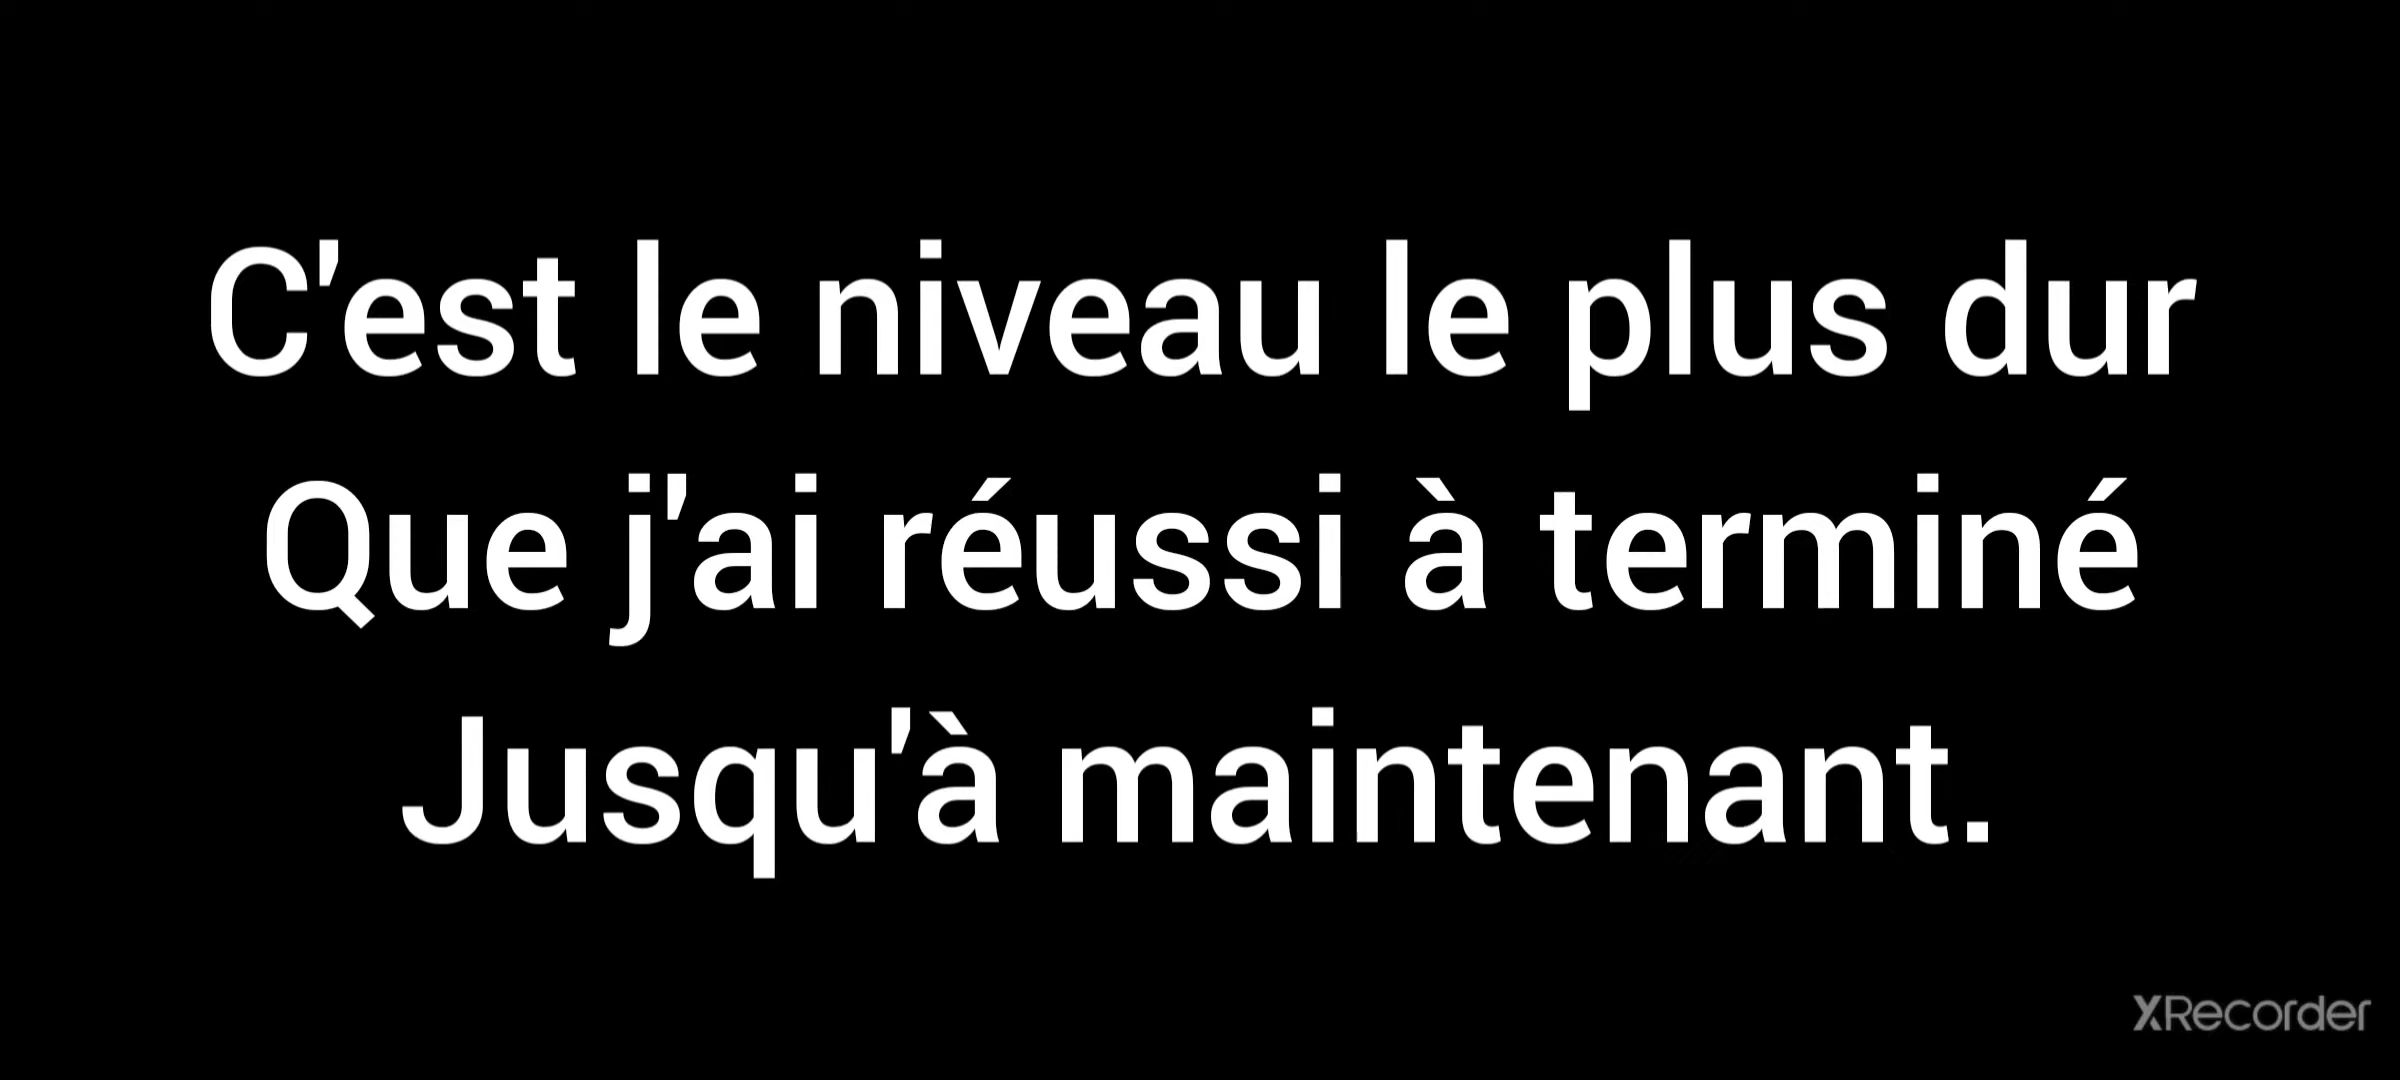 C'est le niveau le plus dur
Que j'ai réussi à terminé
Jusqu'à maintenant.
XRecorder